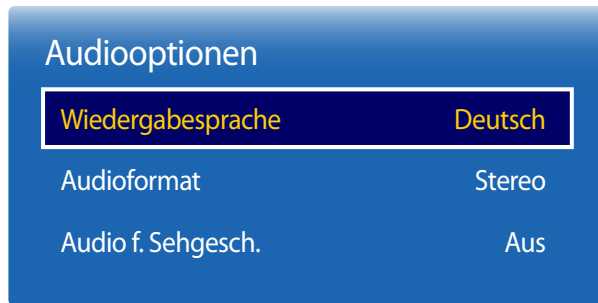 Audiooptionen
Wiedergabesprache Deutsch
Audioformat Stereo
Audio f. Sehgesch. Aus